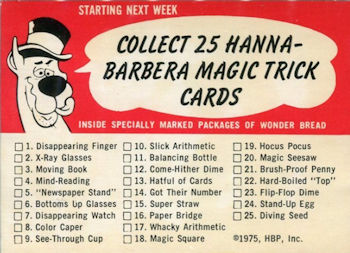 STARTING NEXT WEEK
COLLECT 25 HANNA-
BARBERA MAGIC TRICK
CARDS
INSIDE SPECIALLY MARKED PACKAGES OF WONDER BREAD
1. Disappearing Finger
2. X-Ray Glasses
3. Moving Book
4. Mind-Reading
5. "Newspaper Stand"
6. Bottoms Up Glasses
7. Disappearing Watch
8. Color Caper
9. See-Through Cup
10. Slick Arithmetic
11. Balancing Bottle
12. Come-Hither Dime
13. Hatful of Cards
14. Got Their Number
15. Super Straw
16. Paper Bridge
17. Whacky Arithmetic
18. Magic Square
19. Hocus Pocus
20. Magic Seesaw
21. Brush-Proof Penny
22. Hard-Boiled "Top"
23. Flip-Flop Dime
24. Stand-Up Egg
25. Diving Seed
©1975, HBP, Inc.